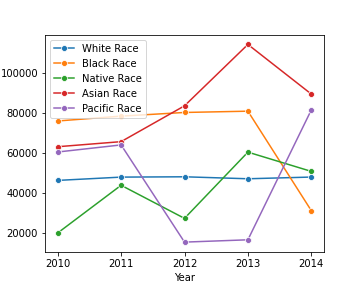 White Race
Black Race
Native Race
Asian Race
Pacific Race
100000
80000
60000
40000
20000
2010 2011 2012 2013 2014
Year